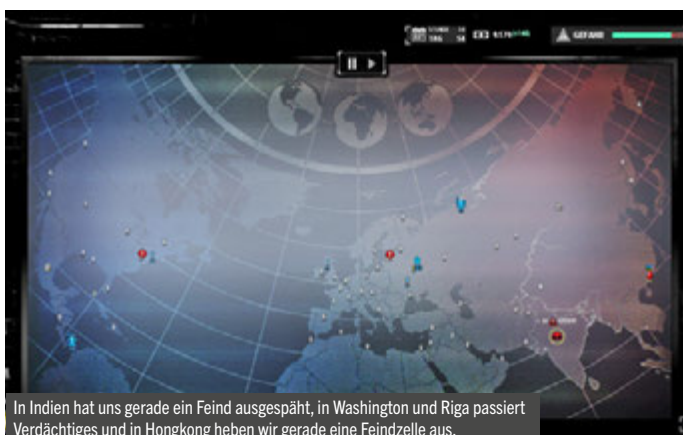 GEFAHR
In Indien hat uns gerade ein Feind ausgespäht, in Washington und Riga passiert
Verdächtiges und in Hongkong heben wir gerade eine Feindzelle aus.